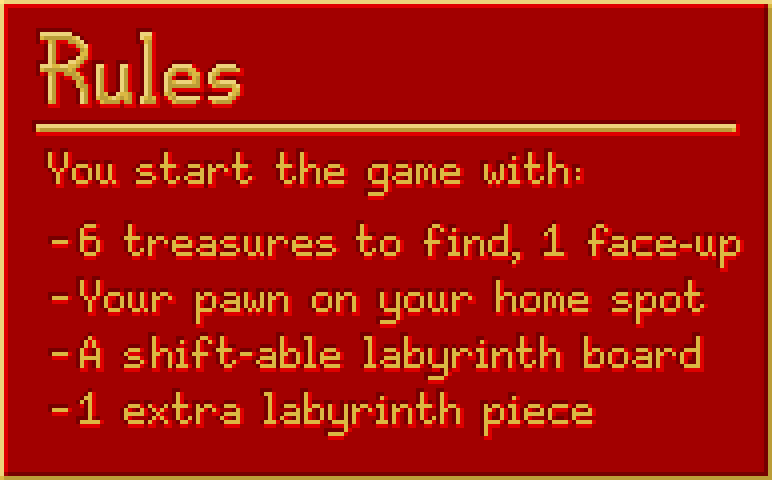 Rules
You start the game with:
-6 treasures to find, 1 face-up
-Your pawn on your home spot
-A shift-able labyrinth board
-1 extra labyrinth piece